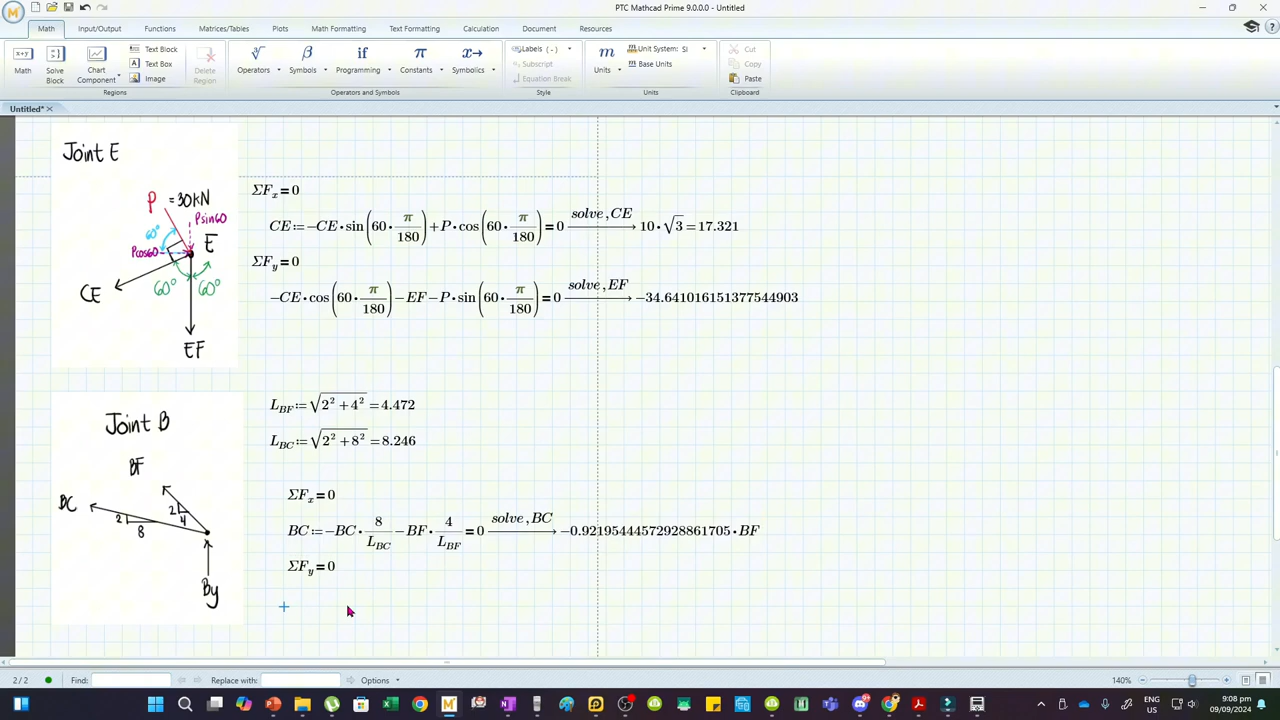 PTC Mathcad Prime 9.0.0.0 - Untitled
Math Input/Output Functions Matrices/Tables Plots Math Formatting Text Formatting Calculation Document Resources
Math Solve Block Chart Component Text Block Text Box Image Delete Region Operators Symbols Programming Constants Symbolics Labels ( – ) Subscript Equation Break Units Unit System: SI Base Units Cut Copy Paste
Regions Operators and Symbols Style Units Clipboard
Untitled*
Joint E
P = 30kN
Psin60
60°
E
Pcos60
CE
60° 60°
EF
ΣFx=0
CE:=−CE·sin(60·π/180)+P·cos(60·π/180)=0 solve,CE → 10·√3=17.321
ΣFy=0
−CE·cos(60·π/180)−EF−P·sin(60·π/180)=0 solve,EF → −34.641016151377544903
Joint B
BF
BC
2
4
2
8
By
L_BF:=√(2²+4²)=4.472
L_BC:=√(2²+8²)=8.246
ΣFx=0
BC:=−BC·8/L_BC−BF·4/L_BF=0 solve,BC → −0.92195444572928861705·BF
ΣFy=0
2/2 Find: Replace with: Options 140%
ENG
US
9:08 pm
09/09/2024